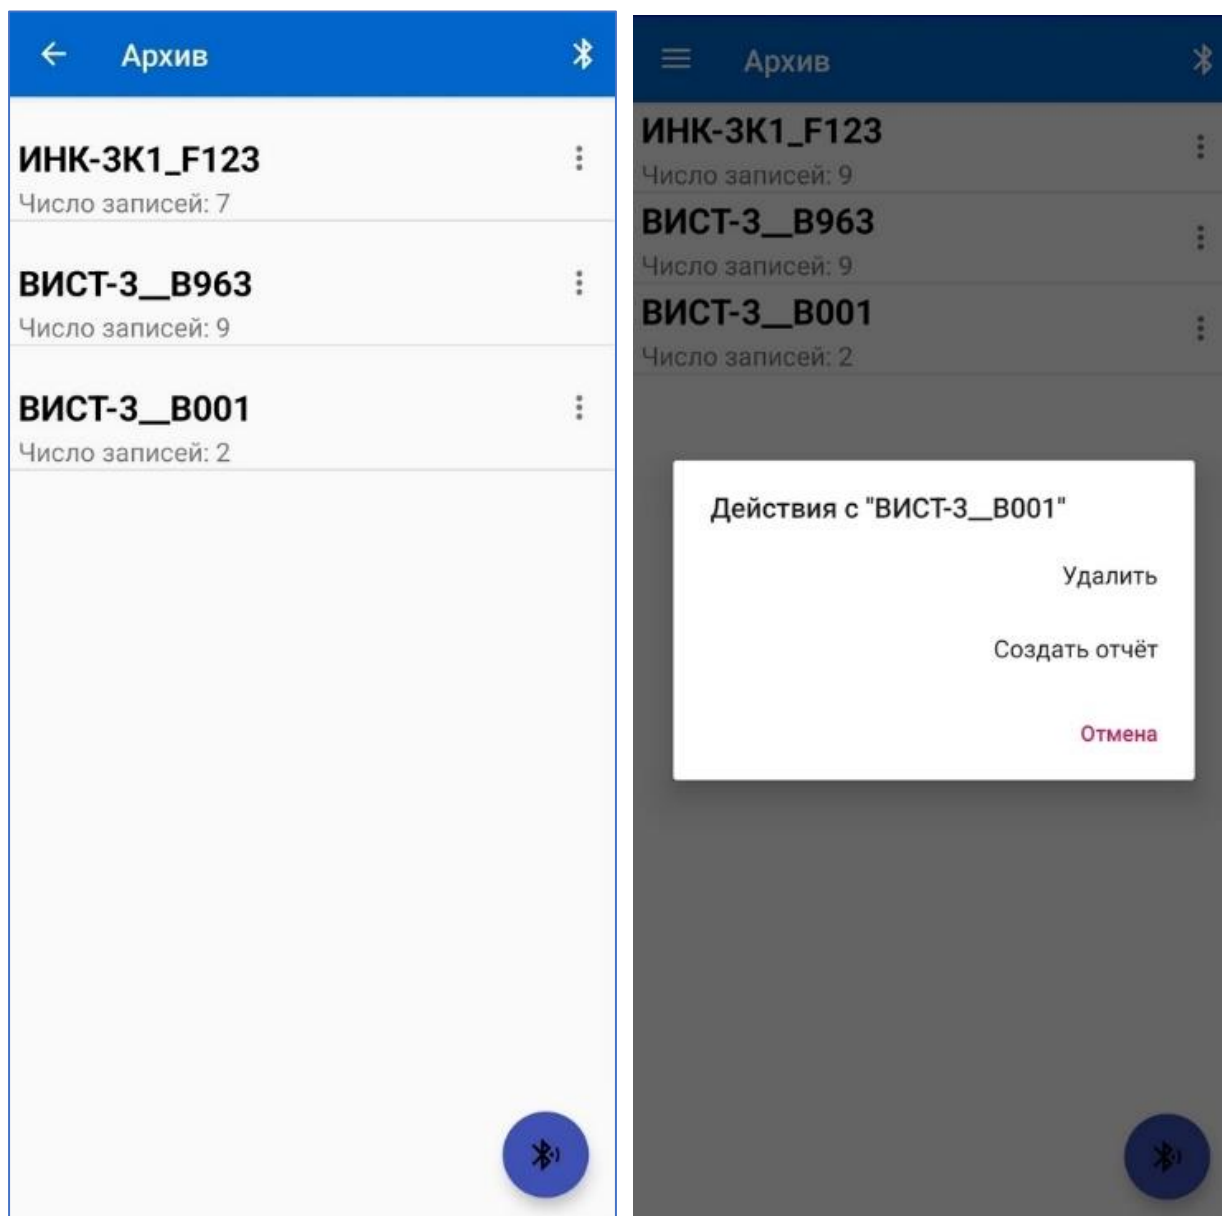 Архив
ИНК-3К1_F123
Число записей: 7
ВИСТ-3__B963
Число записей: 9
ВИСТ-3__B001
Число записей: 2
Архив
ИНК-3К1_F123
Число записей: 9
ВИСТ-3__B963
Число записей: 9
ВИСТ-3__B001
Число записей: 2
Действия с "ВИСТ-3__B001"
Удалить
Создать отчёт
Отмена